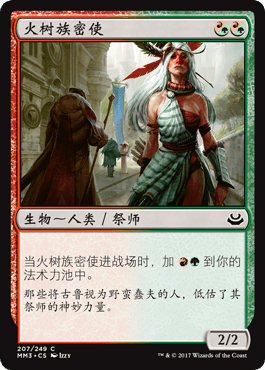 火树族密使
生物～人类 / 祭师
当火树族密使进战场时，加到你的
法术力池中。
那些将古鲁视为野蛮蠢夫的人，低估了其
祭师的神妙力量。
2/2
207/249 C
MM3 • CS Izzy
™ & © 2017 Wizards of the Coast